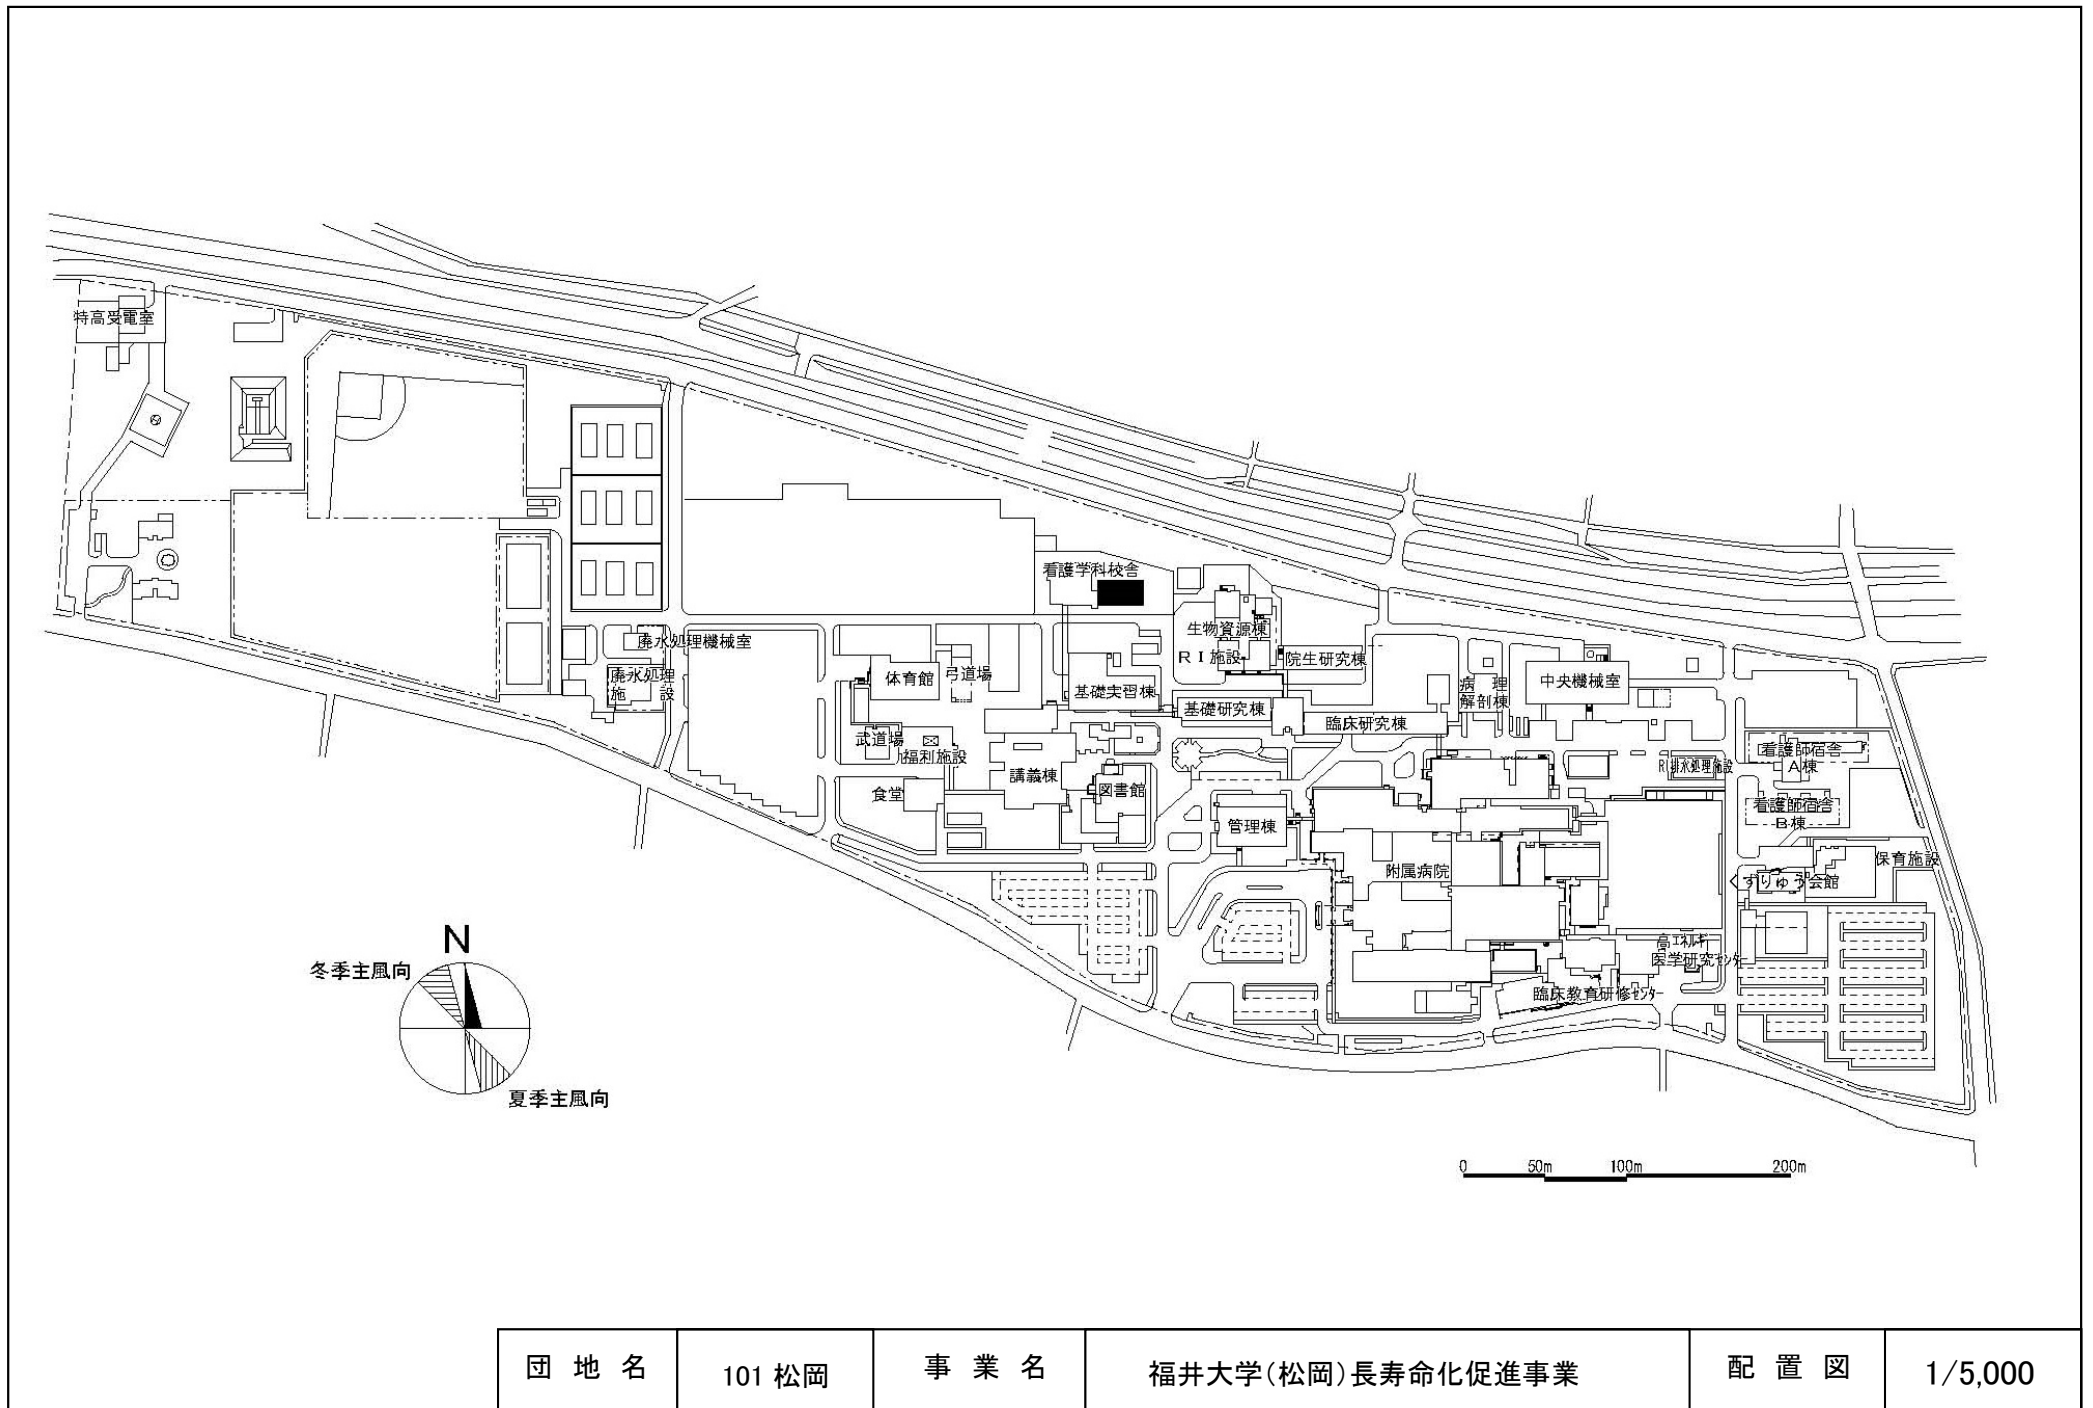 特高受電室
看護学科校舎
生物資源棟
RI施設
院生研究棟
廃水処理機械室
廃水処理
施設
体育館
弓道場
基礎実習棟
基礎研究棟
臨床研究棟
病理
解剖棟
中央機械室
武道場
福利施設
講義棟
食堂
図書館
管理棟
附属病院
RI排水処理施設
看護師宿舎
A棟
看護師宿舎
B棟
保育施設
くずりゅう会館
高エネルギー
医学研究センター
臨床教育研修センター
N
冬季主風向
夏季主風向
0 50m 100m 200m
団地名 101 松岡 事業名 福井大学(松岡)長寿命化促進事業 配置図 1/5,000